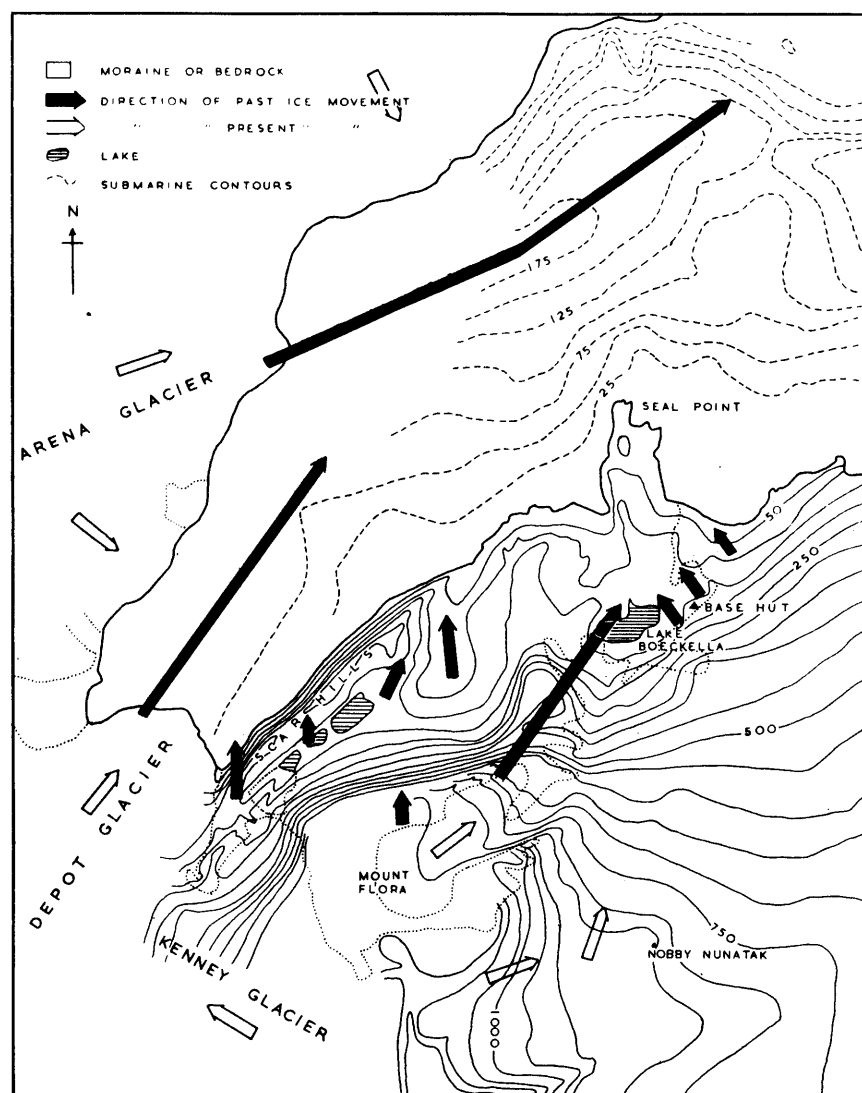 MORAINE OR BEDROCK
DIRECTION OF PAST ICE MOVEMENT
" " PRESENT " "
LAKE
SUBMARINE CONTOURS
N
175
125
75
25
SEAL POINT
ARENA GLACIER
50
250
BASE HUT
LAKE
BOECKELLA
SCAR HILLS
500
DEPOT GLACIER
MOUNT
FLORA
750
NOBBY NUNATAK
KENNEY GLACIER
1000